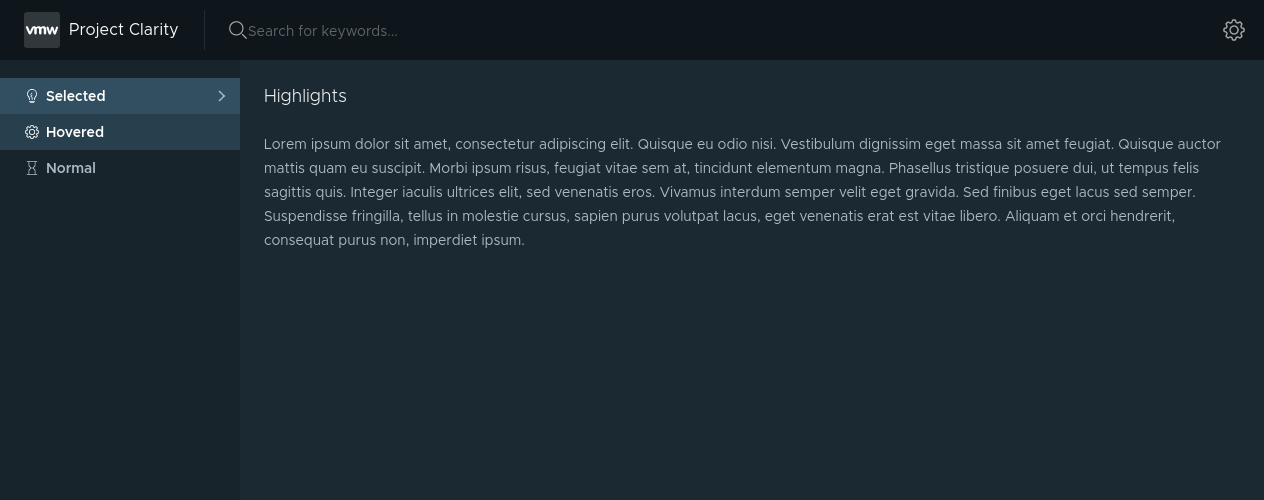 vmw Project Clarity
Search for keywords...
Selected
Hovered
Normal
Highlights
Lorem ipsum dolor sit amet, consectetur adipiscing elit. Quisque eu odio nisi. Vestibulum dignissim eget massa sit amet feugiat. Quisque auctor
mattis quam eu suscipit. Morbi ipsum risus, feugiat vitae sem at, tincidunt elementum magna. Phasellus tristique posuere dui, ut tempus felis
sagittis quis. Integer iaculis ultrices elit, sed venenatis eros. Vivamus interdum semper velit eget gravida. Sed finibus eget lacus sed semper.
Suspendisse fringilla, tellus in molestie cursus, sapien purus volutpat lacus, eget venenatis erat est vitae libero. Aliquam et orci hendrerit,
consequat purus non, imperdiet ipsum.